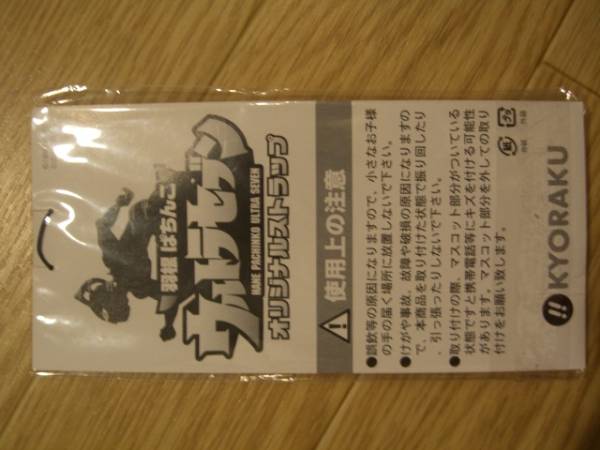 羽根 ぱちんこ
ウルトラセブン
HANE PACHINKO ULTRA SEVEN
オリジナルストラップ
使用上の注意
●誤飲等の原因になりますので、小さなお子様
の手の届く場所に放置しないで下さい。
●けがや事故、故障や破損の原因になりますの
で、本商品を取り付けた状態で振り回したり
、引っ張ったりしないで下さい。
●取り付けの際、マスコット部分がついている
状態ですと携帯電話等にキズを付ける可能性
があります。マスコット部分を外しての取り
付けをお願い致します。
KYORAKU